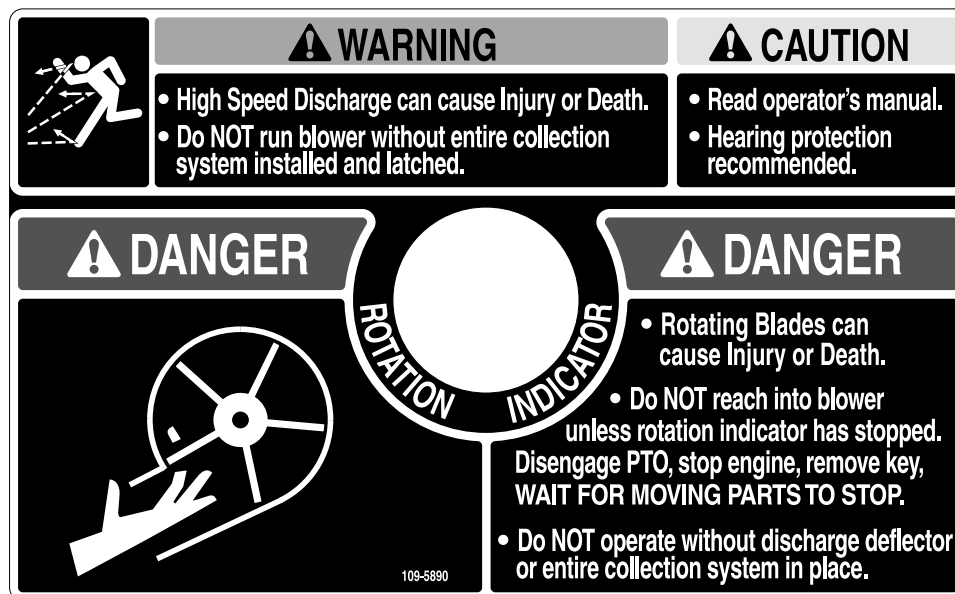 WARNING
• High Speed Discharge can cause Injury or Death.
• Do NOT run blower without entire collection
system installed and latched.
CAUTION
• Read operator's manual.
• Hearing protection
recommended.
DANGER
109-5890
ROTATION INDICATOR
DANGER
• Rotating Blades can
cause Injury or Death.
• Do NOT reach into blower
unless rotation indicator has stopped.
Disengage PTO, stop engine, remove key,
WAIT FOR MOVING PARTS TO STOP.
• Do NOT operate without discharge deflector
or entire collection system in place.